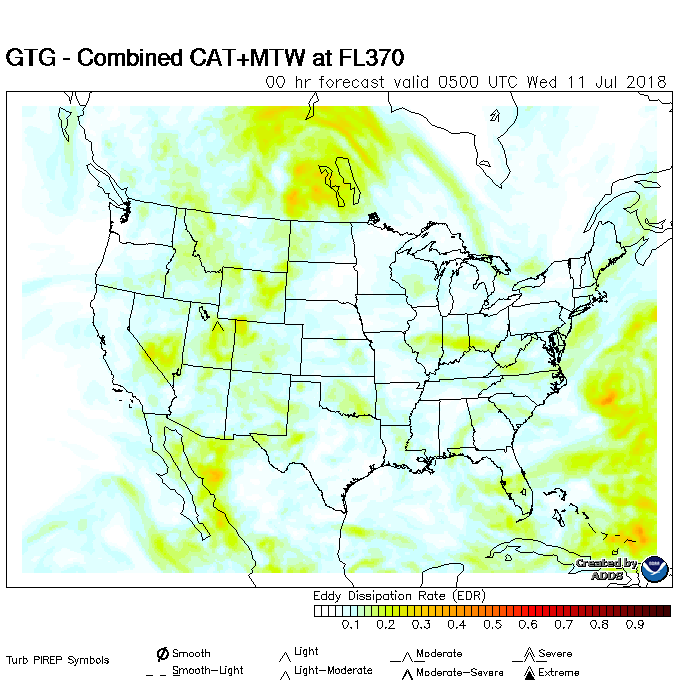 GTG - Combined CAT+MTW at FL370
00 hr forecast valid 0500 UTC Wed 11 Jul 2018
Created by
ADDS
NOAA
Eddy Dissipation Rate (EDR)
0.1 0.2 0.3 0.4 0.5 0.6 0.7 0.8 0.9
Turb PIREP Symbols
Smooth Light Moderate Severe
Smooth-Light Light-Moderate Moderate-Severe Extreme